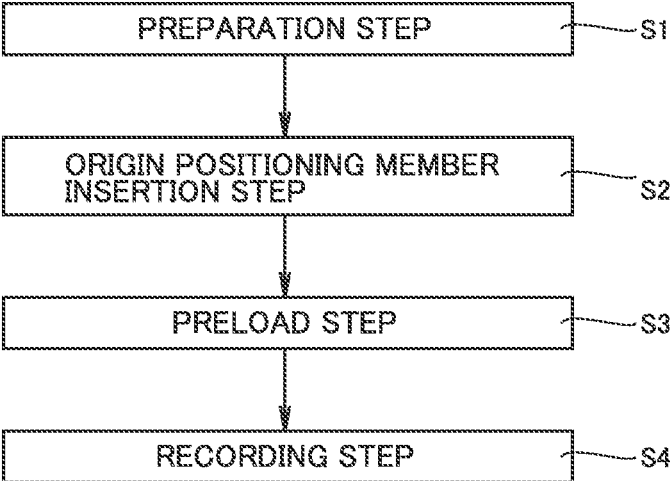 PREPARATION STEP
S1
ORIGIN POSITIONING MEMBER
INSERTION STEP
S2
PRELOAD STEP
S3
RECORDING STEP
S4